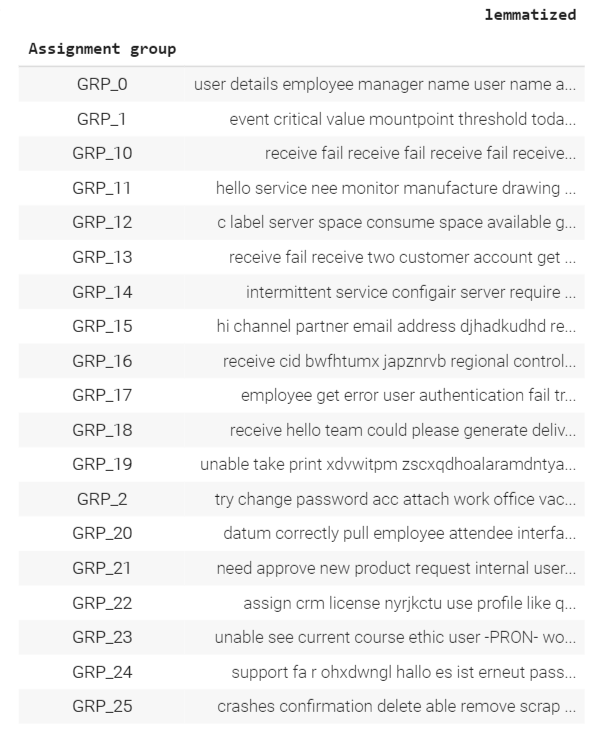 lemmatized
Assignment group
GRP_0 user details employee manager name user name a...
GRP_1 event critical value mountpoint threshold toda...
GRP_10 receive fail receive fail receive fail receive...
GRP_11 hello service nee monitor manufacture drawing ...
GRP_12 c label server space consume space available g...
GRP_13 receive fail receive two customer account get ...
GRP_14 intermittent service configair server require ...
GRP_15 hi channel partner email address djhadkudhd re...
GRP_16 receive cid bwfhtumx japznrvb regional control...
GRP_17 employee get error user authentication fail tr...
GRP_18 receive hello team could please generate deliv...
GRP_19 unable take print xdvwitpm zscxqdhoalaramdntya...
GRP_2 try change password acc attach work office vac...
GRP_20 datum correctly pull employee attendee interfa...
GRP_21 need approve new product request internal user...
GRP_22 assign crm license nyrjkctu use profile like q...
GRP_23 unable see current course ethic user -PRON- wo...
GRP_24 support fa r ohxdwngl hallo es ist erneut pass...
GRP_25 crashes confirmation delete able remove scrap ...